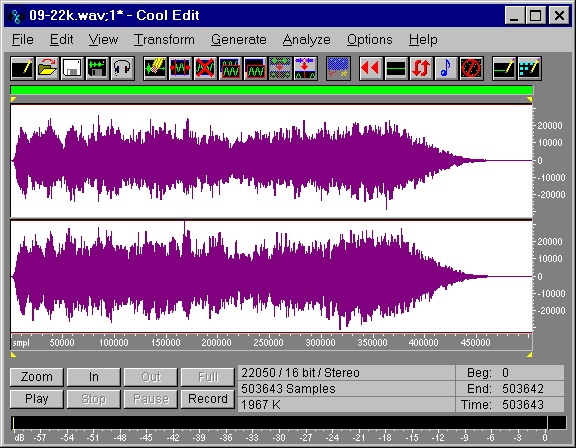 09-22k.wav;1* - Cool Edit
File Edit View Transform Generate Analyze Options Help
20000
10000
0
-10000
-20000
20000
10000
0
-10000
-20000
smpl 50000 100000 150000 200000 250000 300000 350000 400000 450000
Zoom In Out Full 22050 / 16 bit / Stereo Beg: 0
503643 Samples End: 503642
Play Stop Pause Record 1967 K Time: 503643
dB -57 -54 -51 -48 -45 -42 -39 -36 -33 -30 -27 -24 -21 -18 -15 -12 -9 -6 -3 0